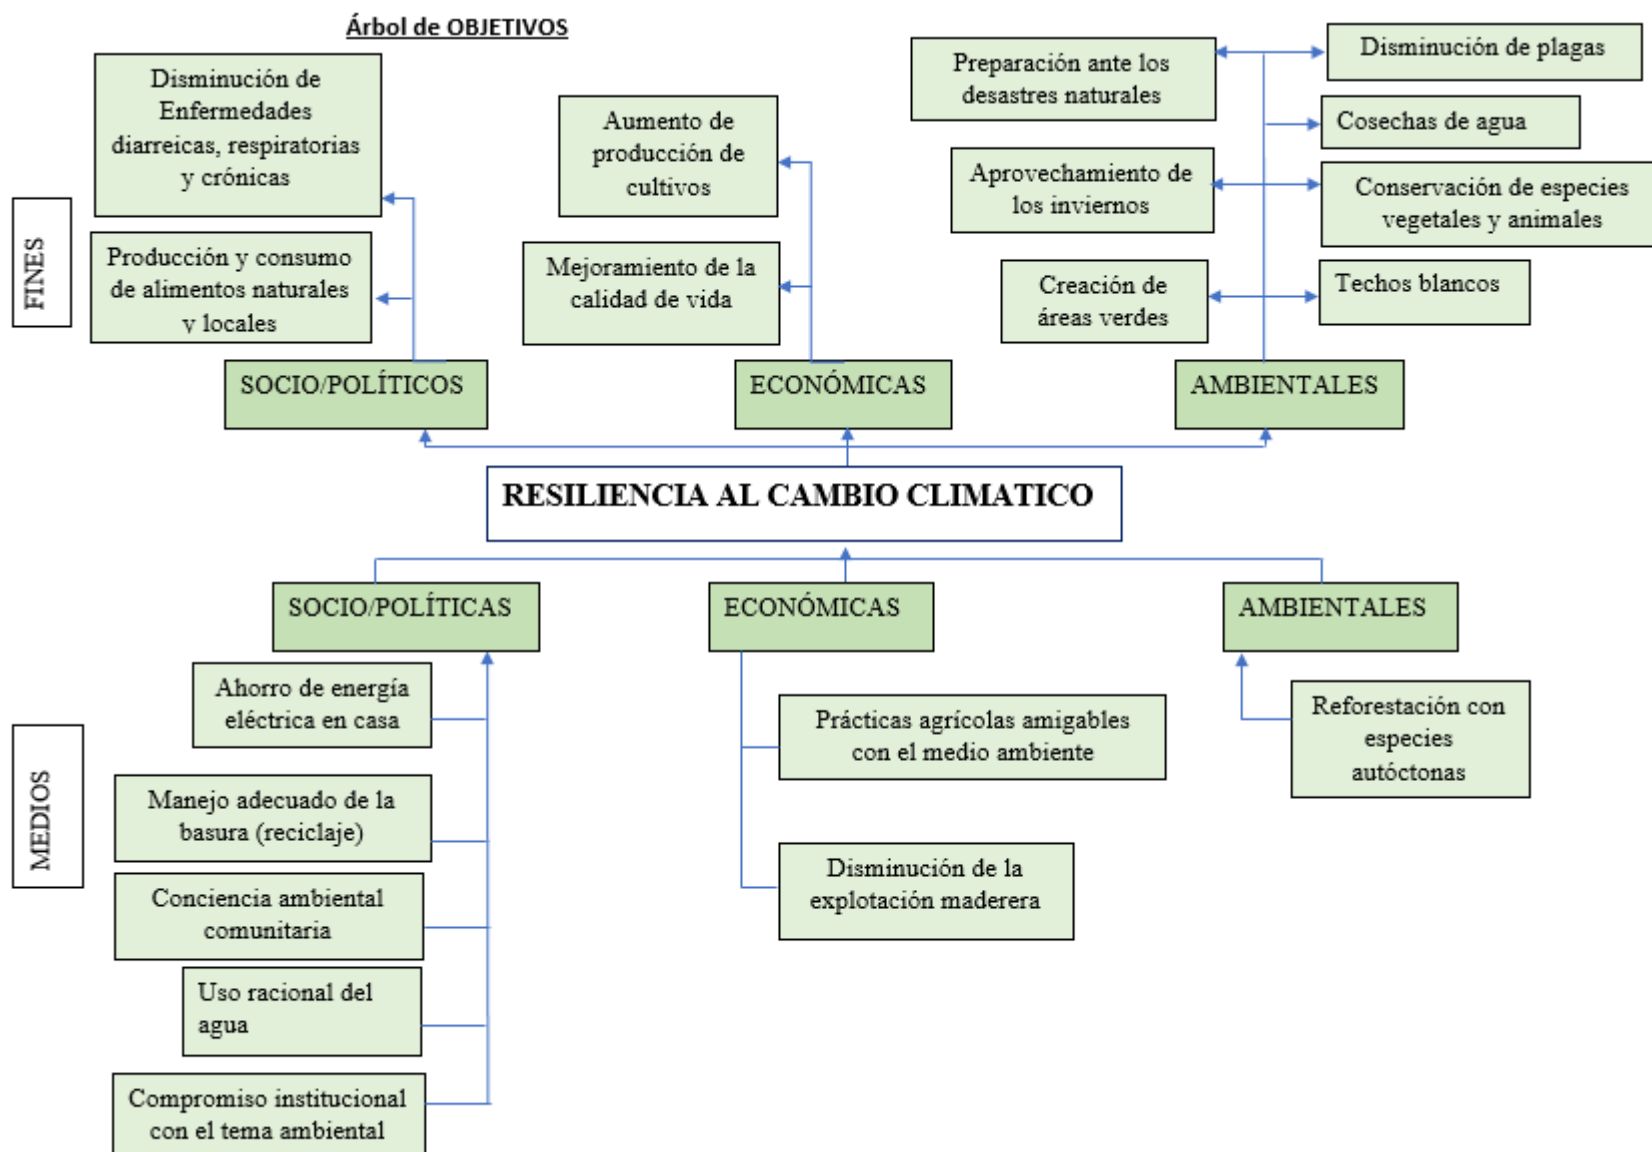 Árbol de OBJETIVOS
Disminución de
Enfermedades
diarreicas, respiratorias
y crónicas
Producción y consumo
de alimentos naturales
y locales
Aumento de
producción de
cultivos
Mejoramiento de la
calidad de vida
Preparación ante los
desastres naturales
Aprovechamiento de
los inviernos
Creación de
áreas verdes
Disminución de plagas
Cosechas de agua
Conservación de especies
vegetales y animales
Techos blancos
FINES
SOCIO/POLÍTICOS
ECONÓMICAS
AMBIENTALES
RESILIENCIA AL CAMBIO CLIMATICO
SOCIO/POLÍTICAS
ECONÓMICAS
AMBIENTALES
MEDIOS
Ahorro de energía
eléctrica en casa
Manejo adecuado de la
basura (reciclaje)
Conciencia ambiental
comunitaria
Uso racional del
agua
Compromiso institucional
con el tema ambiental
Prácticas agrícolas amigables
con el medio ambiente
Disminución de la
explotación maderera
Reforestación con
especies
autóctonas